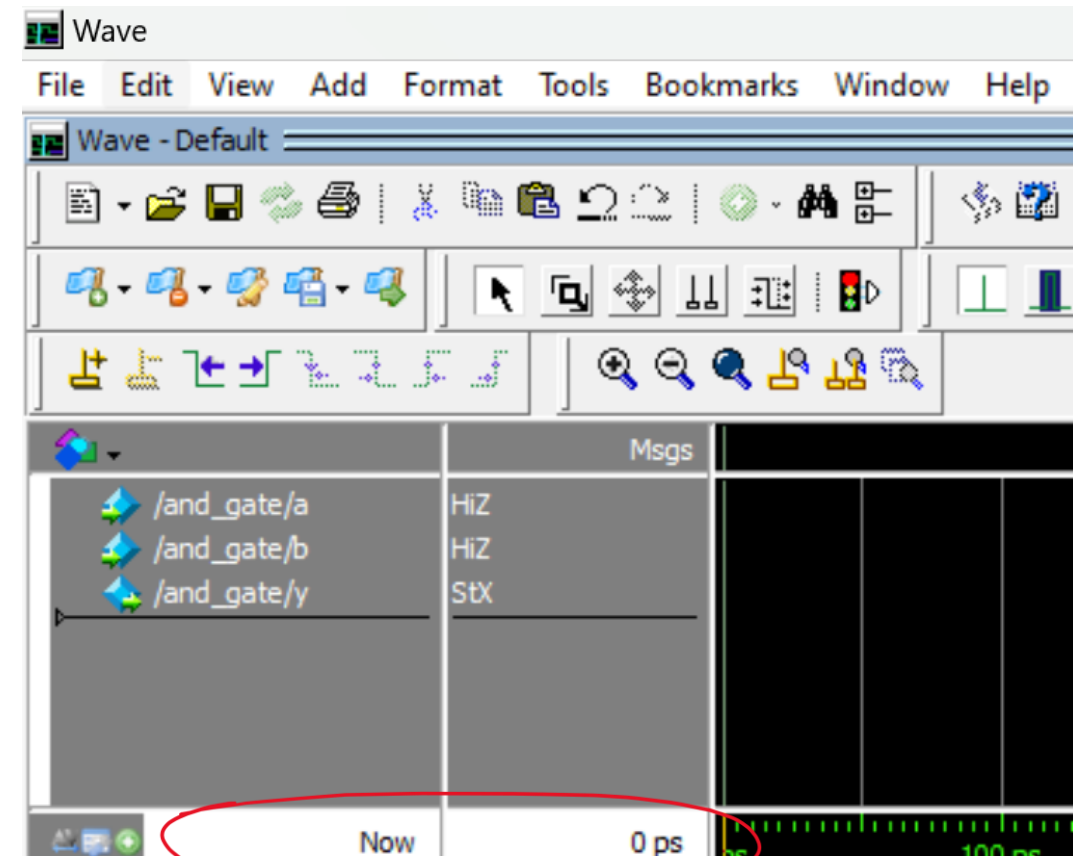 Wave
File Edit View Add Format Tools Bookmarks Window Help
Wave - Default
Msgs
/and_gate/a HiZ
/and_gate/b HiZ
/and_gate/y StX
Now 0 ps
100 ps